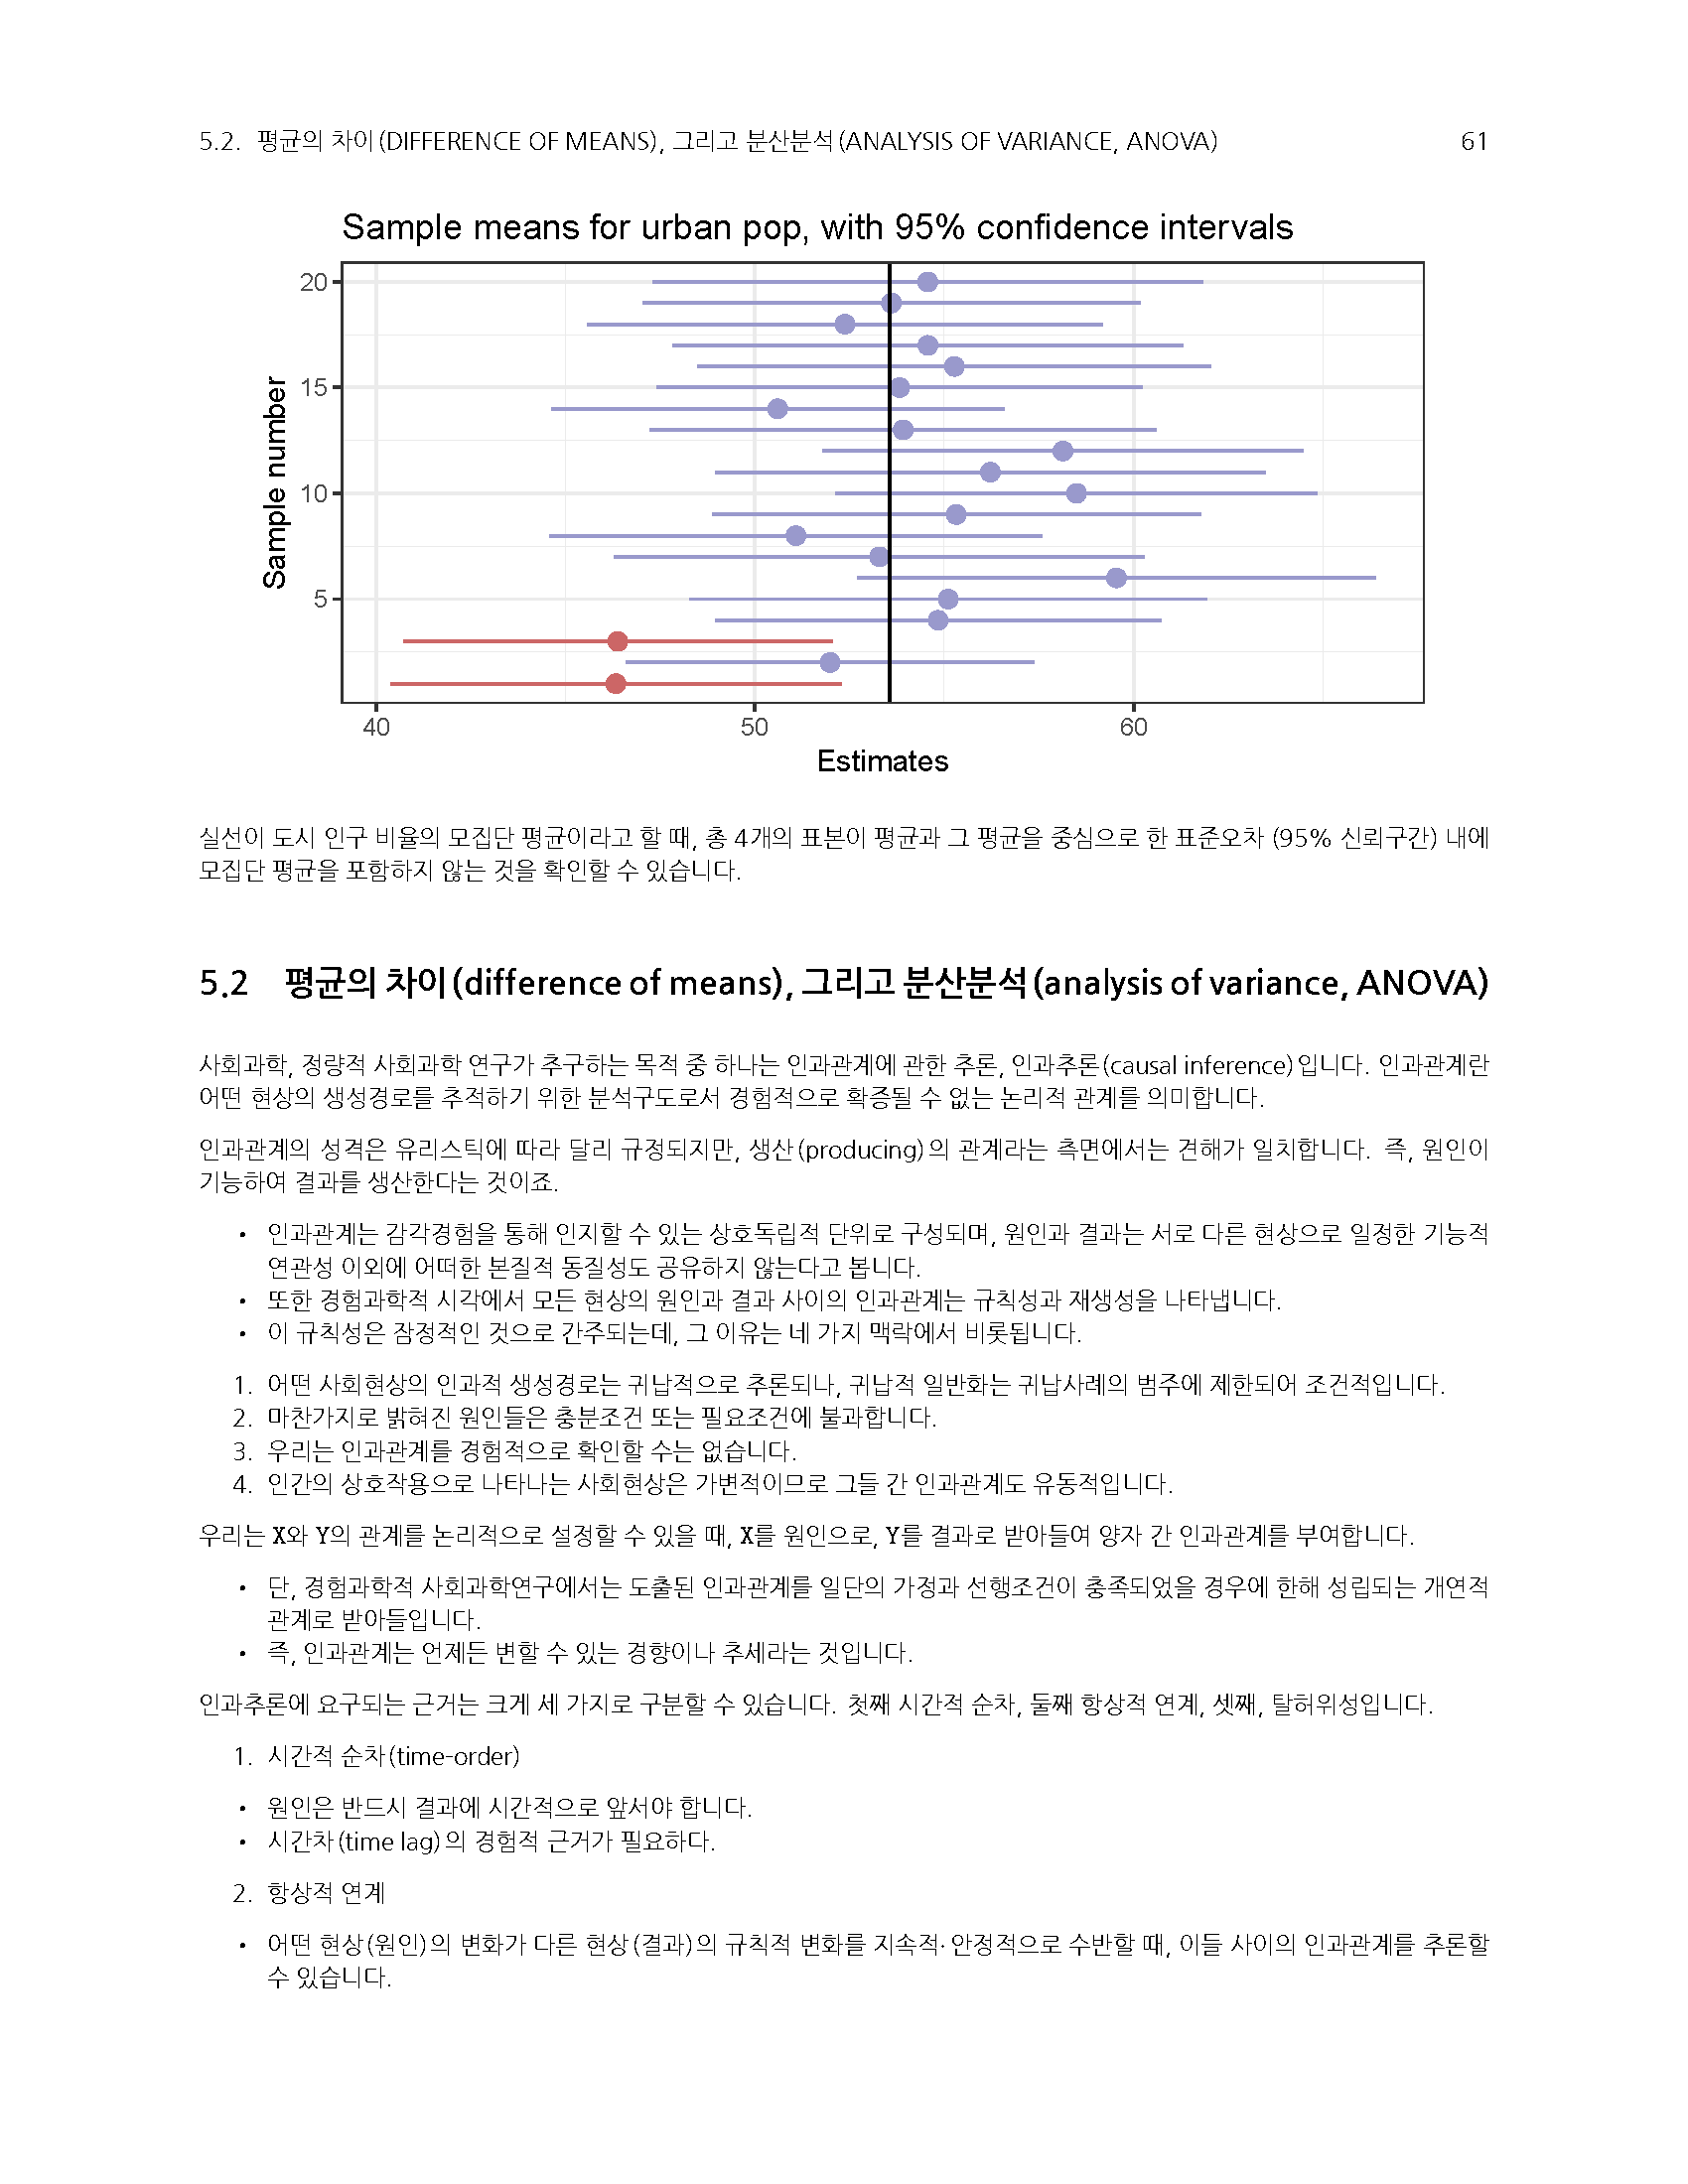 5.2. 평균의 차이(DIFFERENCE OF MEANS), 그리고 분산분석(ANALYSIS OF VARIANCE, ANOVA) 61
Sample means for urban pop, with 95% confidence intervals
20
15
10
5
Sample number
40 50 60
Estimates
실선이 도시 인구 비율의 모집단 평균이라고 할 때, 총 4개의 표본이 평균과 그 평균을 중심으로 한 표준오차 (95% 신뢰구간) 내에
모집단 평균을 포함하지 않는 것을 확인할 수 있습니다.
5.2 평균의 차이(difference of means), 그리고 분산분석(analysis of variance, ANOVA)
사회과학, 정량적 사회과학 연구가 추구하는 목적 중 하나는 인과관계에 관한 추론, 인과추론(causal inference)입니다. 인과관계란
어떤 현상의 생성경로를 추적하기 위한 분석구도로서 경험적으로 확증될 수 없는 논리적 관계를 의미합니다.
인과관계의 성격은 유리스틱에 따라 달리 규정되지만, 생산(producing)의 관계라는 측면에서는 견해가 일치합니다. 즉, 원인이
기능하여 결과를 생산한다는 것이죠.
• 인과관계는 감각경험을 통해 인지할 수 있는 상호독립적 단위로 구성되며, 원인과 결과는 서로 다른 현상으로 일정한 기능적
연관성 이외에 어떠한 본질적 동질성도 공유하지 않는다고 봅니다.
• 또한 경험과학적 시각에서 모든 현상의 원인과 결과 사이의 인과관계는 규칙성과 재생성을 나타냅니다.
• 이 규칙성은 잠정적인 것으로 간주되는데, 그 이유는 네 가지 맥락에서 비롯됩니다.
1. 어떤 사회현상의 인과적 생성경로는 귀납적으로 추론되나, 귀납적 일반화는 귀납사례의 범주에 제한되어 조건적입니다.
2. 마찬가지로 밝혀진 원인들은 충분조건 또는 필요조건에 불과합니다.
3. 우리는 인과관계를 경험적으로 확인할 수는 없습니다.
4. 인간의 상호작용으로 나타나는 사회현상은 가변적이므로 그들 간 인과관계도 유동적입니다.
우리는 X와 Y의 관계를 논리적으로 설정할 수 있을 때, X를 원인으로, Y를 결과로 받아들여 양자 간 인과관계를 부여합니다.
• 단, 경험과학적 사회과학연구에서는 도출된 인과관계를 일단의 가정과 선행조건이 충족되었을 경우에 한해 성립되는 개연적
관계로 받아들입니다.
• 즉, 인과관계는 언제든 변할 수 있는 경향이나 추세라는 것입니다.
인과추론에 요구되는 근거는 크게 세 가지로 구분할 수 있습니다. 첫째 시간적 순차, 둘째 항상적 연계, 셋째, 탈허위성입니다.
1. 시간적 순차(time-order)
• 원인은 반드시 결과에 시간적으로 앞서야 합니다.
• 시간차(time lag)의 경험적 근거가 필요하다.
2. 항상적 연계
• 어떤 현상(원인)의 변화가 다른 현상(결과)의 규칙적 변화를 지속적·안정적으로 수반할 때, 이들 사이의 인과관계를 추론할
수 있습니다.